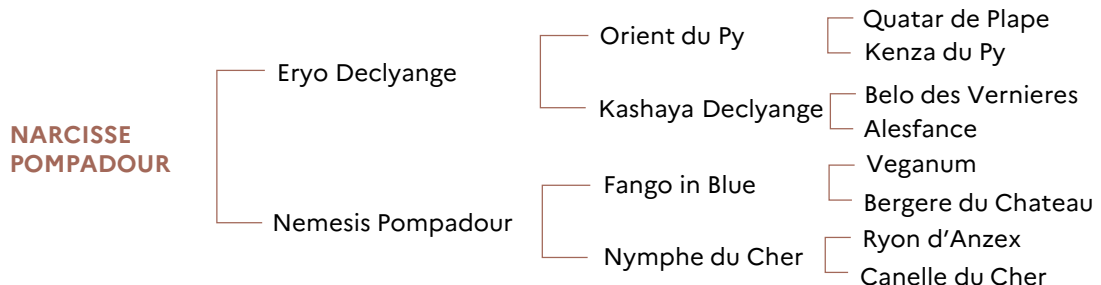 NARCISSE
POMPADOUR
Eryo Declyange
Orient du Py
Quatar de Plape
Kenza du Py
Kashaya Declyange
Belo des Vernieres
Alesfance
Nemesis Pompadour
Fango in Blue
Veganum
Bergere du Chateau
Nymphe du Cher
Ryon d’Anzex
Canelle du Cher